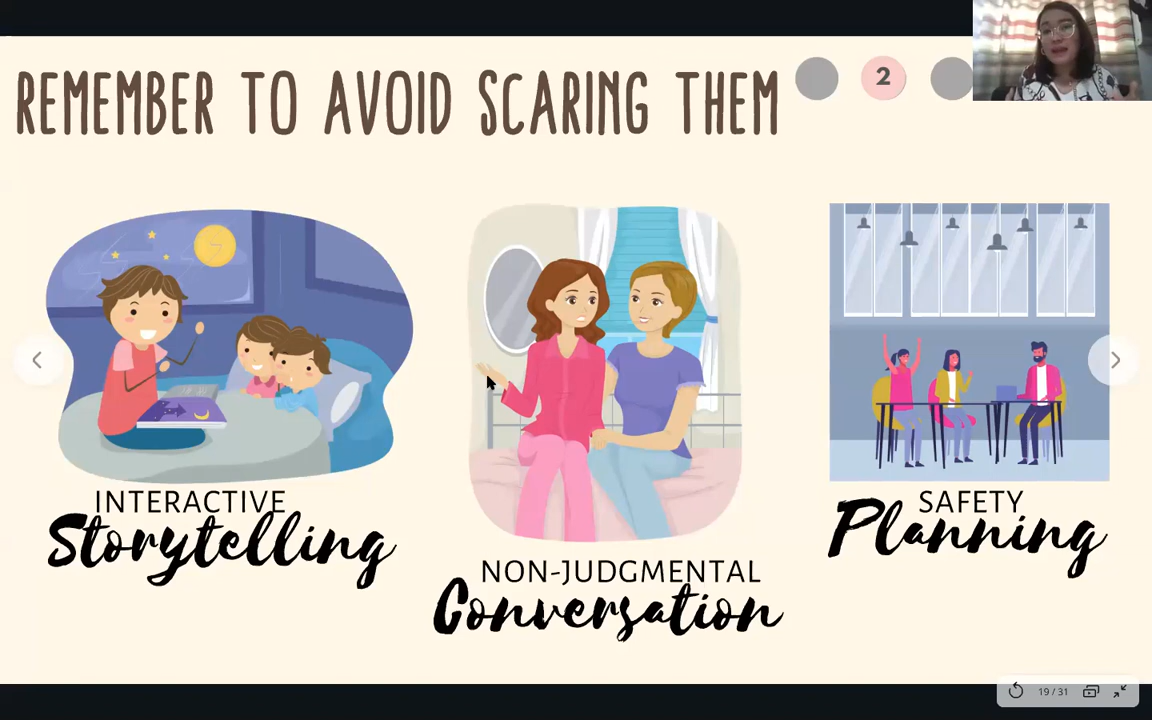 REMEMBER TO AVOID SCARING THEM
2
INTERACTIVE
Storytelling
NON-JUDGMENTAL
Conversation
SAFETY
Planning
19 / 31